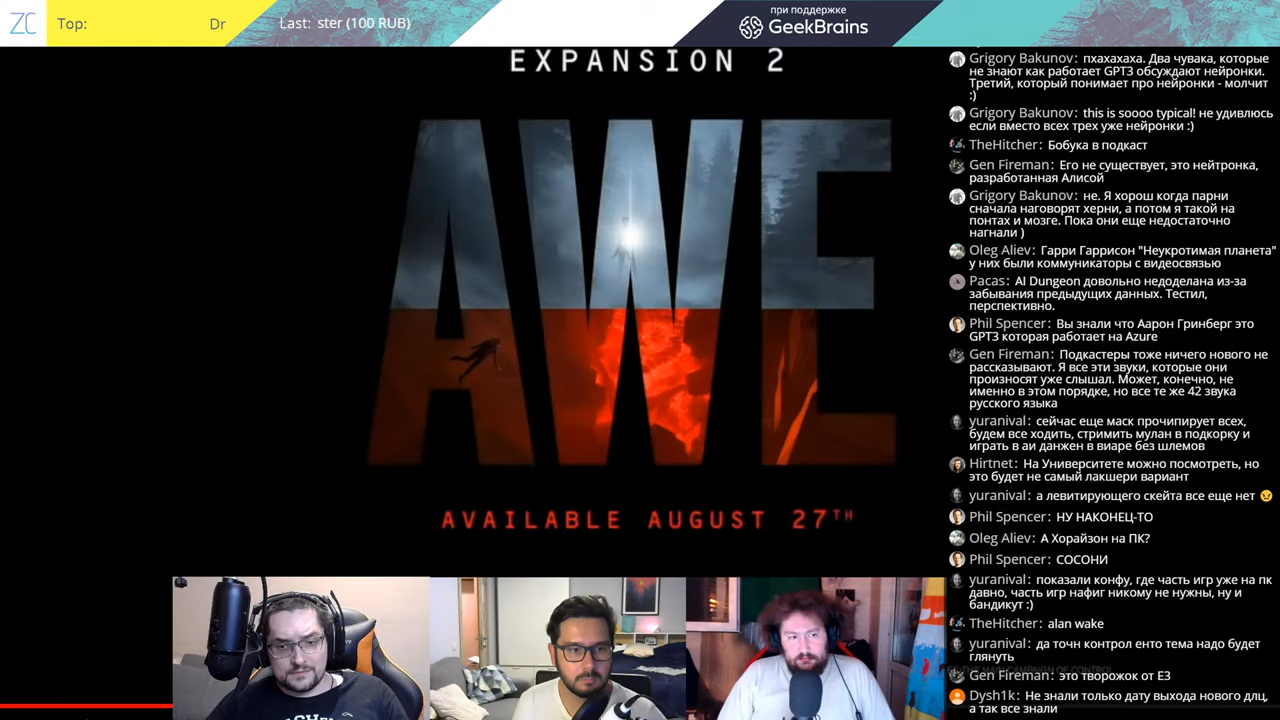 ZC
Top:
Dr
Last: ster (100 RUB)
при поддержке
GeekBrains
EXPANSION 2
AWE
AVAILABLE AUGUST 27TH
Grigory Bakunov: пхахахаха. Два чувака, которые
не знают как работает GPT3 обсуждают нейронки.
Третий, который понимает про нейронки - молчит
:)
Grigory Bakunov: this is soooo typical! не удивлюсь
если вместо всех трех уже нейронки :)
TheHitcher: Бобука в подкаст
Gen Fireman: Его не существует, это нейтронка,
разработанная Алисой
Grigory Bakunov: не. Я хорош когда парни
сначала наговорят херни, а потом я такой на
понтах и мозге. Пока они еще недостаточно
нагнали )
Oleg Aliev: Гарри Гаррисон "Неукротимая планета"
у них были коммуникаторы с видеосвязью
Pacas: AI Dungeon довольно недоделана из-за
забывания предыдущих данных. Тестил,
перспективно.
Phil Spencer: Вы знали что Аарон Гринберг это
GPT3 которая работает на Azure
Gen Fireman: Подкастеры тоже ничего нового не
рассказывают. Я все эти звуки, которые они
произносят уже слышал. Может, конечно, не
именно в этом порядке, но все те же 42 звука
русского языка
yuranival: сейчас еще маск прочипирует всех,
будем все ходить, стримить мулан в подкорку и
играть в аи данжен в виаре без шлемов
Hirtnet: На Университете можно посмотреть, но
это будет не самый лакшери вариант
yuranival: а левитирующего скейта все еще нет 😟
Phil Spencer: НУ НАКОНЕЦ-ТО
Oleg Aliev: А Хорайзон на ПК?
Phil Spencer: СОСОНИ
yuranival: показали конфу, где часть игр уже на пк
давно, часть игр нафиг никому не нужны, ну и
бандикут :)
TheHitcher: alan wake
yuranival: да точн контрол енто тема надо будет
глянуть
Gen Fireman: это творожок от E3
Dysh1k: Не знали только дату выхода нового длц,
а так все знали